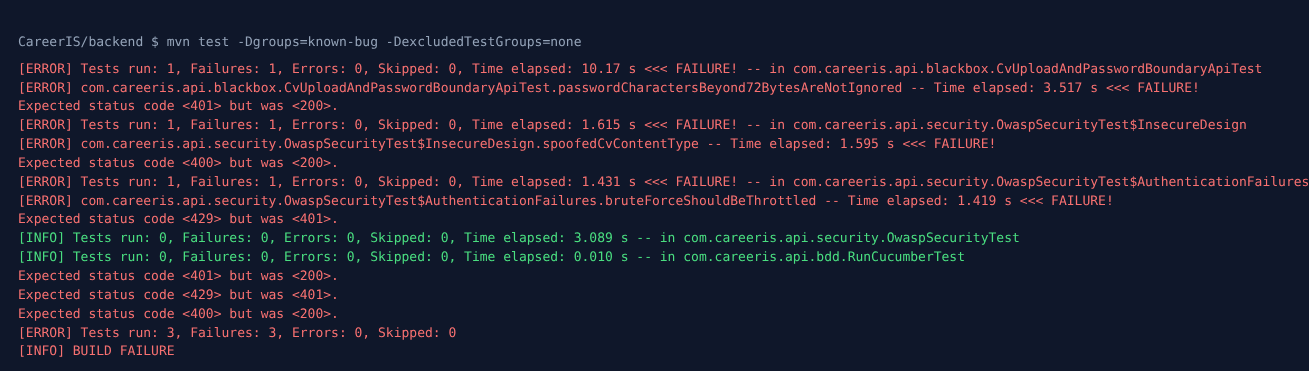 CareerIS/backend $ mvn test -Dgroups=known-bug -DexcludedTestGroups=none
[ERROR] Tests run: 1, Failures: 1, Errors: 0, Skipped: 0, Time elapsed: 10.17 s <<< FAILURE! -- in com.careeris.api.blackbox.CvUploadAndPasswordBoundaryApiTest
[ERROR] com.careeris.api.blackbox.CvUploadAndPasswordBoundaryApiTest.passwordCharactersBeyond72BytesAreNotIgnored -- Time elapsed: 3.517 s <<< FAILURE!
Expected status code <401> but was <200>.
[ERROR] Tests run: 1, Failures: 1, Errors: 0, Skipped: 0, Time elapsed: 1.615 s <<< FAILURE! -- in com.careeris.api.security.OwaspSecurityTest$InsecureDesign
[ERROR] com.careeris.api.security.OwaspSecurityTest$InsecureDesign.spoofedCvContentType -- Time elapsed: 1.595 s <<< FAILURE!
Expected status code <400> but was <200>.
[ERROR] Tests run: 1, Failures: 1, Errors: 0, Skipped: 0, Time elapsed: 1.431 s <<< FAILURE! -- in com.careeris.api.security.OwaspSecurityTest$AuthenticationFailures
[ERROR] com.careeris.api.security.OwaspSecurityTest$AuthenticationFailures.bruteForceShouldBeThrottled -- Time elapsed: 1.419 s <<< FAILURE!
Expected status code <429> but was <401>.
[INFO] Tests run: 0, Failures: 0, Errors: 0, Skipped: 0, Time elapsed: 3.089 s -- in com.careeris.api.security.OwaspSecurityTest
[INFO] Tests run: 0, Failures: 0, Errors: 0, Skipped: 0, Time elapsed: 0.010 s -- in com.careeris.api.bdd.RunCucumberTest
Expected status code <401> but was <200>.
Expected status code <429> but was <401>.
Expected status code <400> but was <200>.
[ERROR] Tests run: 3, Failures: 3, Errors: 0, Skipped: 0
[INFO] BUILD FAILURE